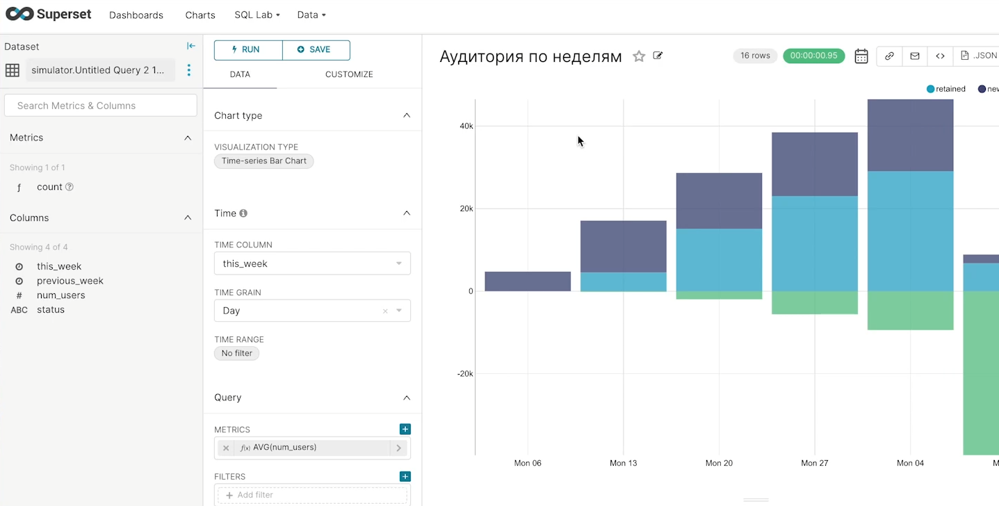 Superset Dashboards Charts SQL Lab Data
Dataset
simulator.Untitled Query 2 1...
Search Metrics & Columns
Metrics
Showing 1 of 1
f count
Columns
Showing 4 of 4
this_week
previous_week
# num_users
ABC status
RUN SAVE
DATA CUSTOMIZE
Chart type
VISUALIZATION TYPE
Time-series Bar Chart
Time
TIME COLUMN
this_week
TIME GRAIN
Day
TIME RANGE
No filter
Query
METRICS
f(x) AVG(num_users)
FILTERS
+ Add filter
Аудитория по неделям
16 rows 00:00:00.95 .JSON
retained new
40k
20k
0
-20k
Mon 06 Mon 13 Mon 20 Mon 27 Mon 04 M